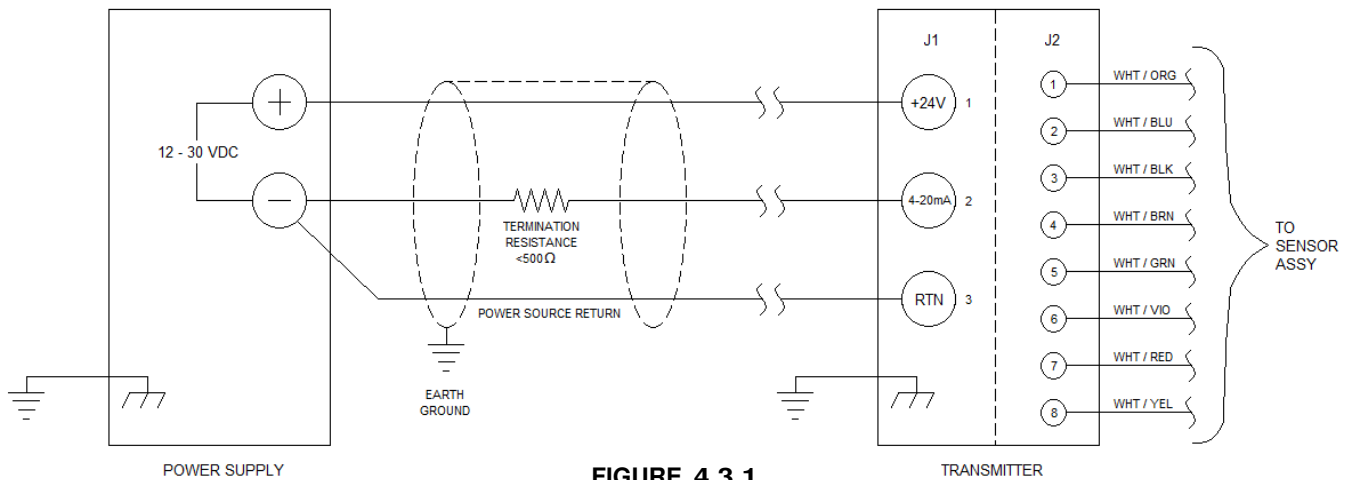 J1
J2
1
WHT / ORG
+
+24V
1
2
WHT / BLU
12 - 30 VDC
3
WHT / BLK
-
4-20mA
2
4
WHT / BRN
TERMINATION
RESISTANCE
<500Ω
TO
SENSOR
ASSY
5
WHT / GRN
RTN
3
POWER SOURCE RETURN
6
WHT / VIO
7
WHT / RED
EARTH
GROUND
8
WHT / YEL
POWER SUPPLY
FIGURE 4.3.1
TRANSMITTER